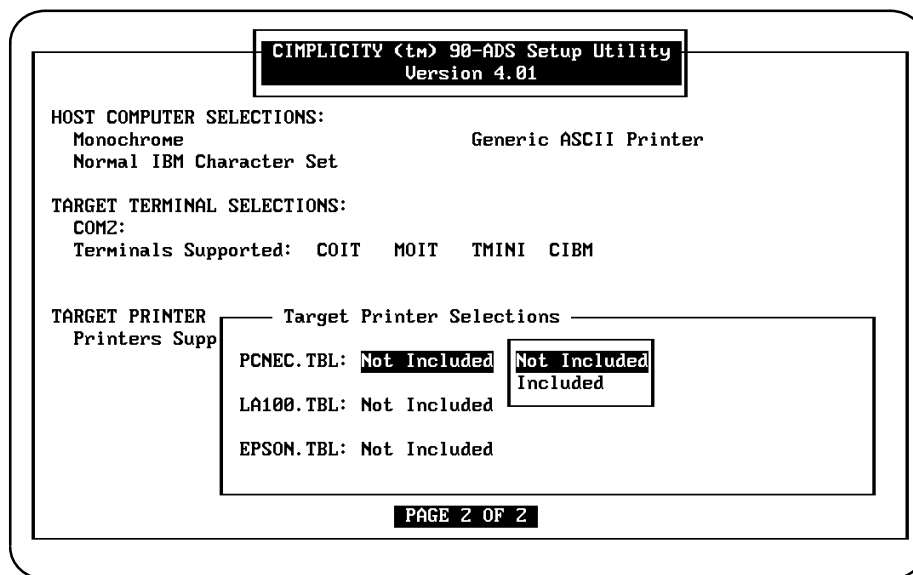 CIMPLICITY (tm) 90-ADS Setup Utility
Version 4.01
HOST COMPUTER SELECTIONS:
Monochrome Generic ASCII Printer
Normal IBM Character Set
TARGET TERMINAL SELECTIONS:
COM2:
Terminals Supported: COIT MOIT TMINI CIBM
TARGET PRINTER
Printers Supp
Target Printer Selections
PCNEC.TBL: Not Included Not Included
Included
LA100.TBL: Not Included
EPSON.TBL: Not Included
PAGE 2 OF 2